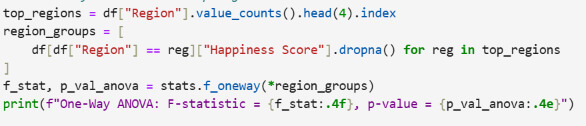 top_regions = df["Region"].value_counts().head(4).index
region_groups = [
    df[df["Region"] == reg]["Happiness Score"].dropna() for reg in top_regions
]
f_stat, p_val_anova = stats.f_oneway(*region_groups)
print(f"One-Way ANOVA: F-statistic = {f_stat:.4f}, p-value = {p_val_anova:.4e}")